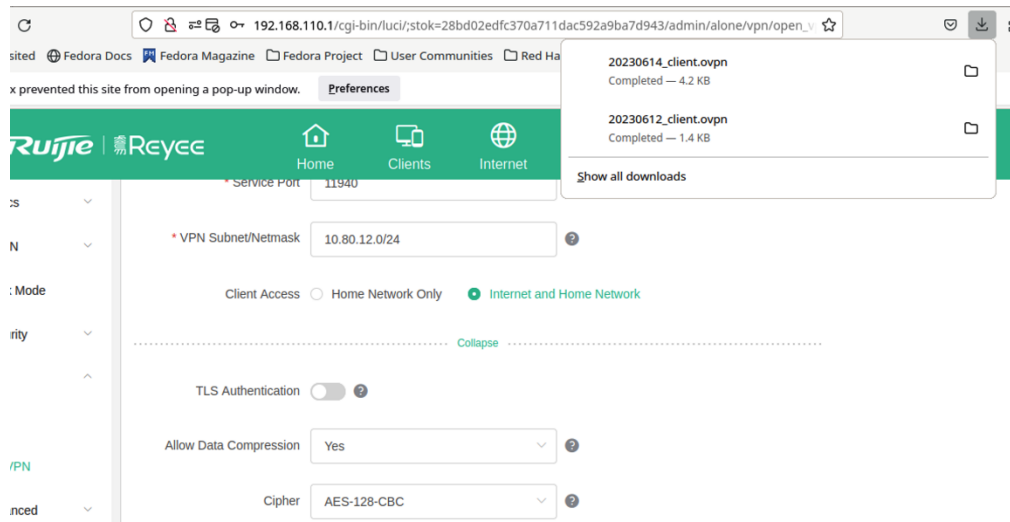 192.168.110.1/cgi-bin/luci/;stok=28bd02edfc370a711dac592a9ba7d943/admin/alone/vpn/open_v
sited Fedora Docs Fedora Magazine Fedora Project User Communities Red Ha
20230614_client.ovpn
Completed — 4.2 KB
x prevented this site from opening a pop-up window. Preferences
20230612_client.ovpn
Completed — 1.4 KB
Show all downloads
Ruijie Reyee
Home Clients Internet
cs
* Service Port 11940
N
* VPN Subnet/Netmask 10.80.12.0/24 ?
Mode
Client Access Home Network Only Internet and Home Network
rity
Collapse
TLS Authentication ?
Allow Data Compression Yes ?
VPN
Cipher AES-128-CBC ?
nced